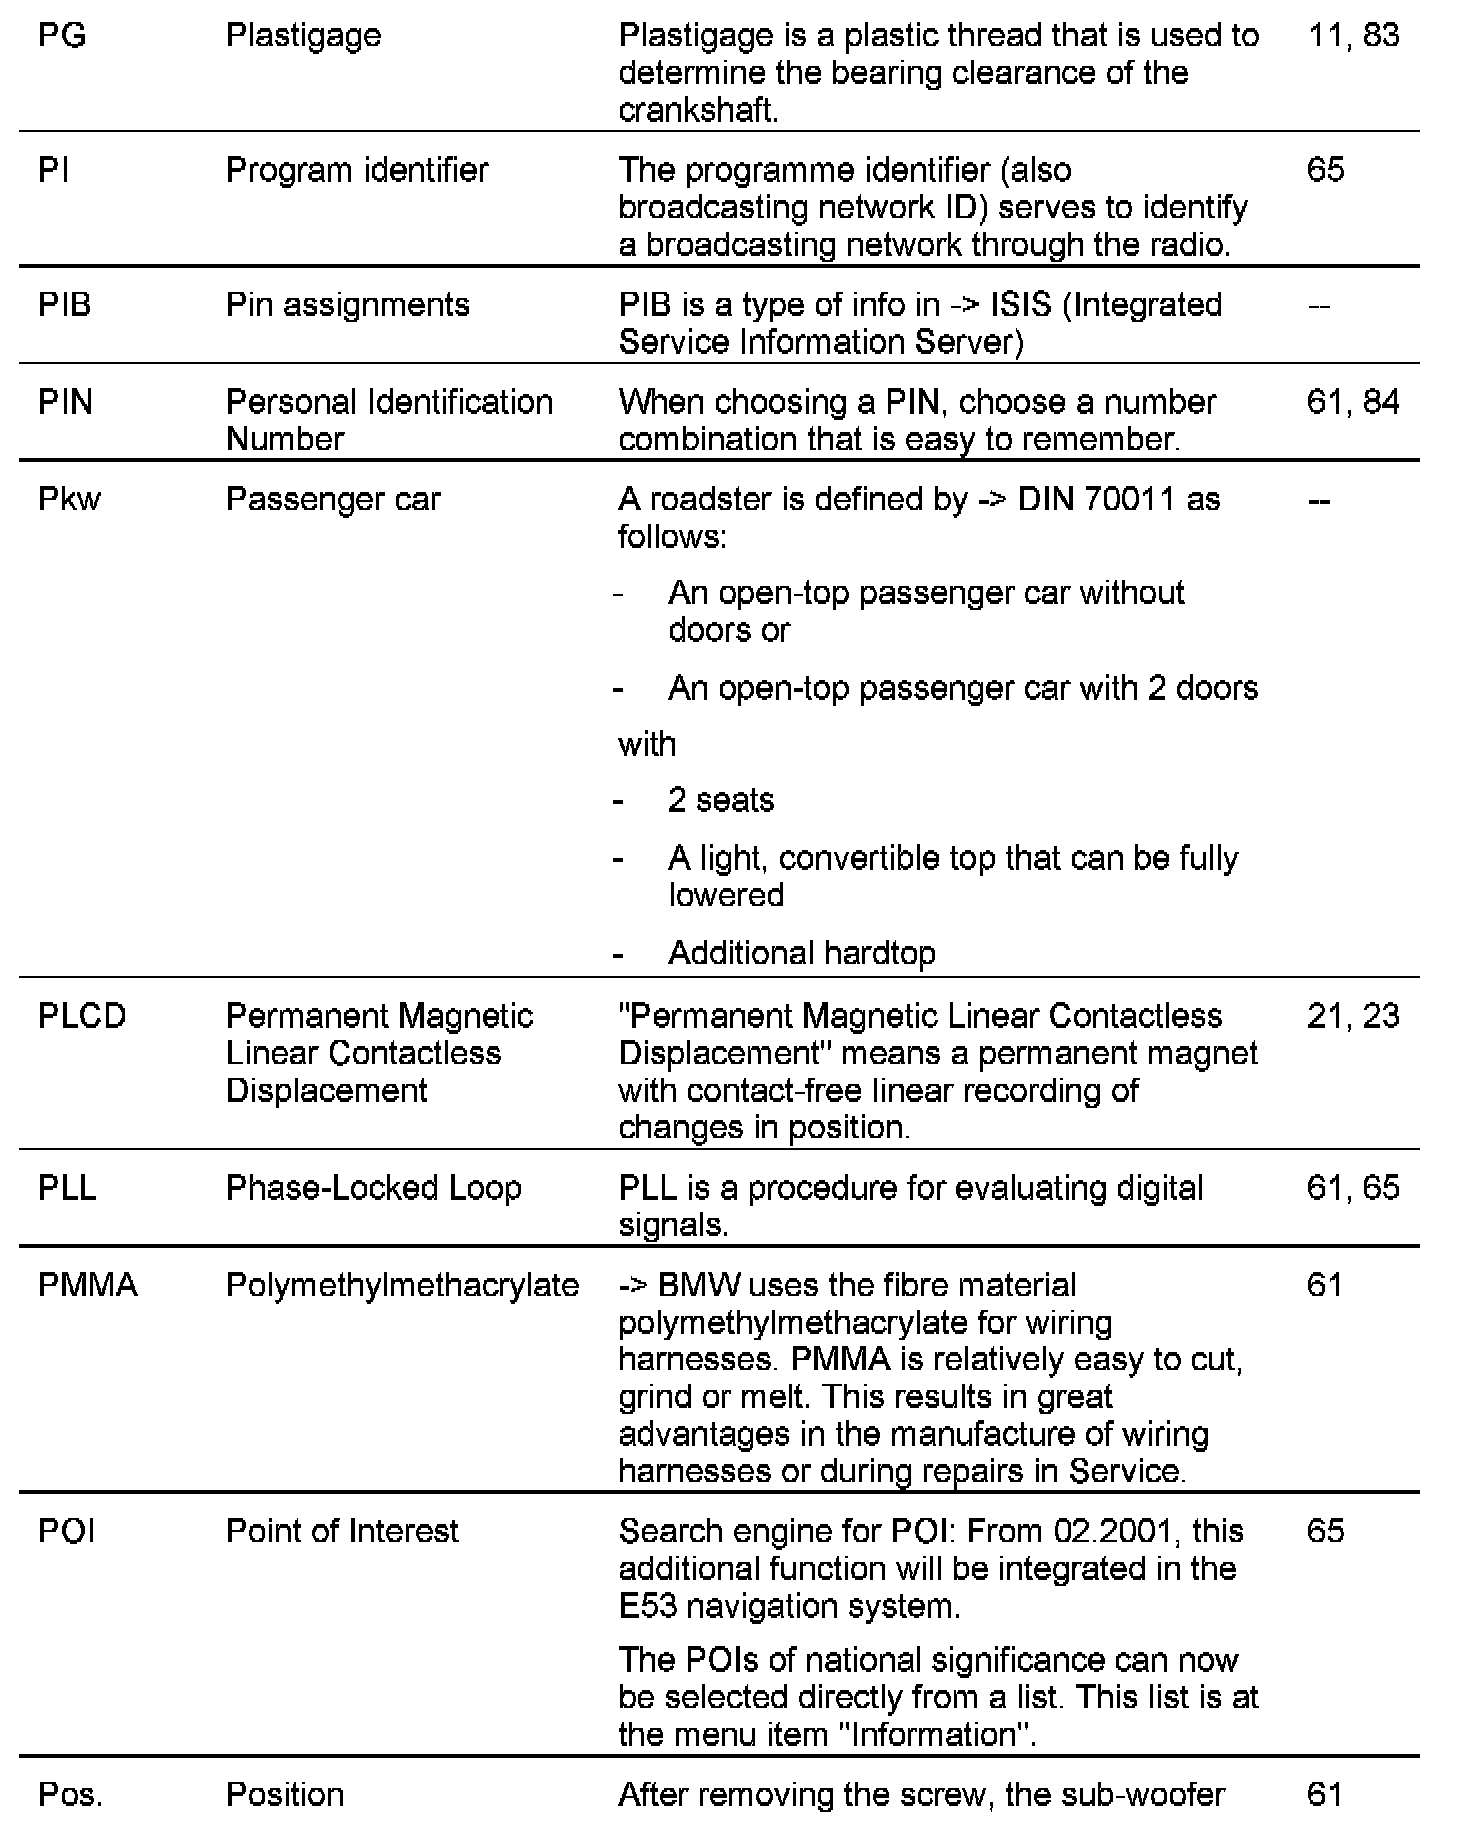 PG Plastigage Plastigage is a plastic thread that is used to 11, 83
determine the bearing clearance of the
crankshaft.
PI Program identifier The programme identifier (also 65
broadcasting network ID) serves to identify
a broadcasting network through the radio.
PIB Pin assignments PIB is a type of info in -> ISIS (Integrated --
Service Information Server)
PIN Personal Identification When choosing a PIN, choose a number 61, 84
Number combination that is easy to remember.
Pkw Passenger car A roadster is defined by -> DIN 70011 as --
follows:
- An open-top passenger car without
doors or
- An open-top passenger car with 2 doors
with
- 2 seats
- A light, convertible top that can be fully
lowered
- Additional hardtop
PLCD Permanent Magnetic "Permanent Magnetic Linear Contactless 21, 23
Linear Contactless Displacement" means a permanent magnet
Displacement with contact-free linear recording of
changes in position.
PLL Phase-Locked Loop PLL is a procedure for evaluating digital 61, 65
signals.
PMMA Polymethylmethacrylate -> BMW uses the fibre material 61
polymethylmethacrylate for wiring
harnesses. PMMA is relatively easy to cut,
grind or melt. This results in great
advantages in the manufacture of wiring
harnesses or during repairs in Service.
POI Point of Interest Search engine for POI: From 02.2001, this 65
additional function will be integrated in the
E53 navigation system.
The POIs of national significance can now
be selected directly from a list. This list is at
the menu item "Information".
Pos. Position After removing the screw, the sub-woofer 61